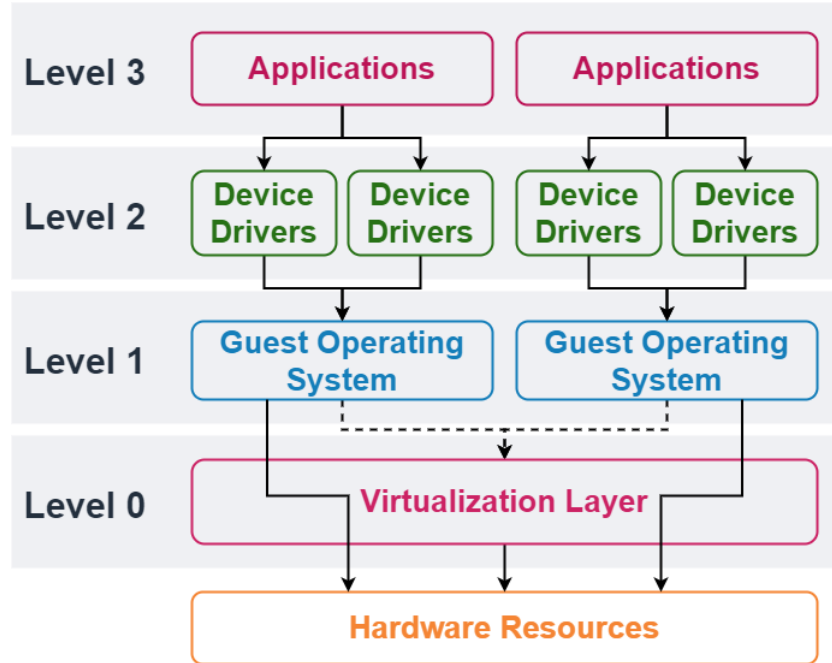 Level 3
Applications
Applications
Level 2
Device
Drivers
Device
Drivers
Device
Drivers
Device
Drivers
Level 1
Guest Operating
System
Guest Operating
System
Level 0
Virtualization Layer
Hardware Resources